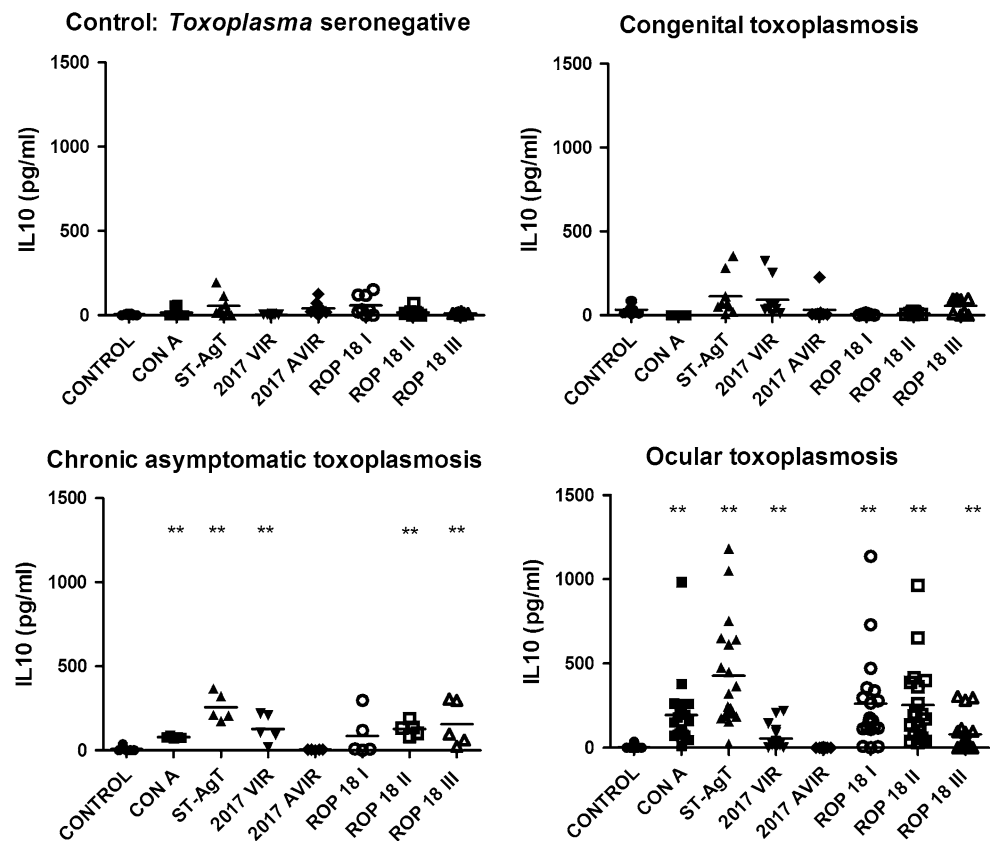 Control: Toxoplasma seronegative
1500
1000
500
0
IL10 (pg/ml)
CONTROL
CON A
ST-AgT
2017 VIR
2017 AVIR
ROP 18 I
ROP 18 II
ROP 18 III
Congenital toxoplasmosis
1500
1000
500
0
IL10 (pg/ml)
CONTROL
CON A
ST-AgT
2017 VIR
2017 AVIR
ROP 18 I
ROP 18 II
ROP 18 III
Chronic asymptomatic toxoplasmosis
1500
1000
500
0
IL10 (pg/ml)
** ** ** ** **
CONTROL
CON A
ST-AgT
2017 VIR
2017 AVIR
ROP 18 I
ROP 18 II
ROP 18 III
Ocular toxoplasmosis
1500
1000
500
0
IL10 (pg/ml)
** ** ** ** ** **
CONTROL
CON A
ST-AgT
2017 VIR
2017 AVIR
ROP 18 I
ROP 18 II
ROP 18 III